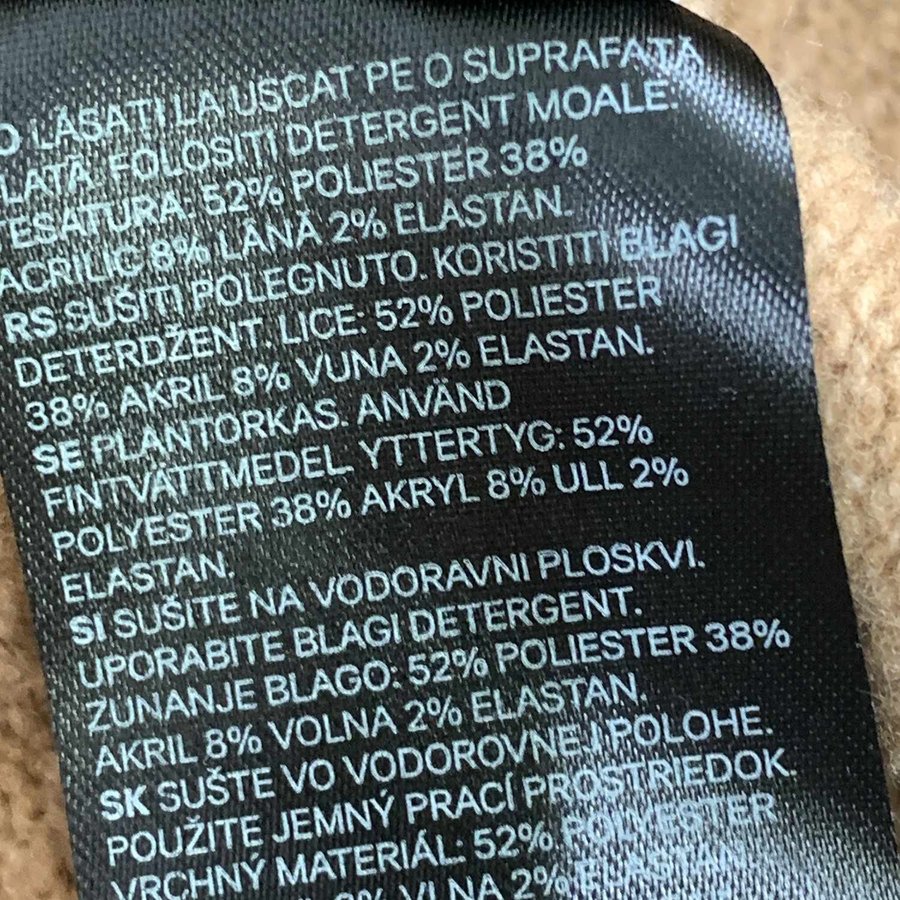 O LĂSAȚI LA USCAT PE O SUPRAFAȚĂ
LATĂ. FOLOSIȚI DETERGENT MOALE.
ESĂTURA: 52% POLIESTER 38%
ACRILIC 8% LÂNĂ 2% ELASTAN.
RS SUŠITI POLEGNUTO. KORISTITI BLAGI
DETERDŽENT. LICE: 52% POLIESTER
38% AKRIL 8% VUNA 2% ELASTAN.
SE PLANTORKAS. ANVÄND
FINTVÄTTMEDEL. YTTERTYG: 52%
POLYESTER 38% AKRYL 8% ULL 2%
ELASTAN.
SI SUŠITE NA VODORAVNI PLOSKVI.
UPORABITE BLAGI DETERGENT.
ZUNANJE BLAGO: 52% POLIESTER 38%
AKRIL 8% VOLNA 2% ELASTAN.
SK SUŠTE VO VODOROVNEJ POLOHE.
POUŽITE JEMNÝ PRACÍ PROSTRIEDOK.
VRCHNÝ MATERIÁL: 52% POLYESTER
VLNA 2% ELASTAN.